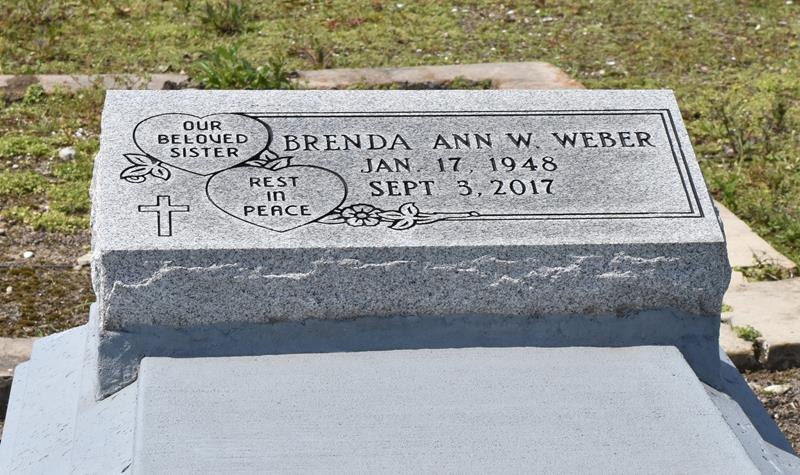 OUR
BELOVED
SISTER
REST
IN
PEACE
BRENDA ANN W. WEBER
JAN. 17, 1948
SEPT 3, 2017